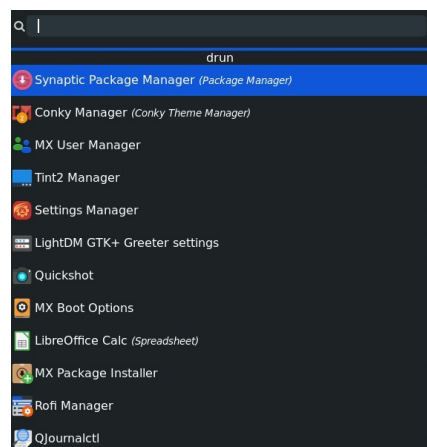 drun
Synaptic Package Manager (Package Manager)
Conky Manager (Conky Theme Manager)
MX User Manager
Tint2 Manager
Settings Manager
LightDM GTK+ Greeter settings
Quickshot
MX Boot Options
LibreOffice Calc (Spreadsheet)
MX Package Installer
Rofi Manager
QJournalctl